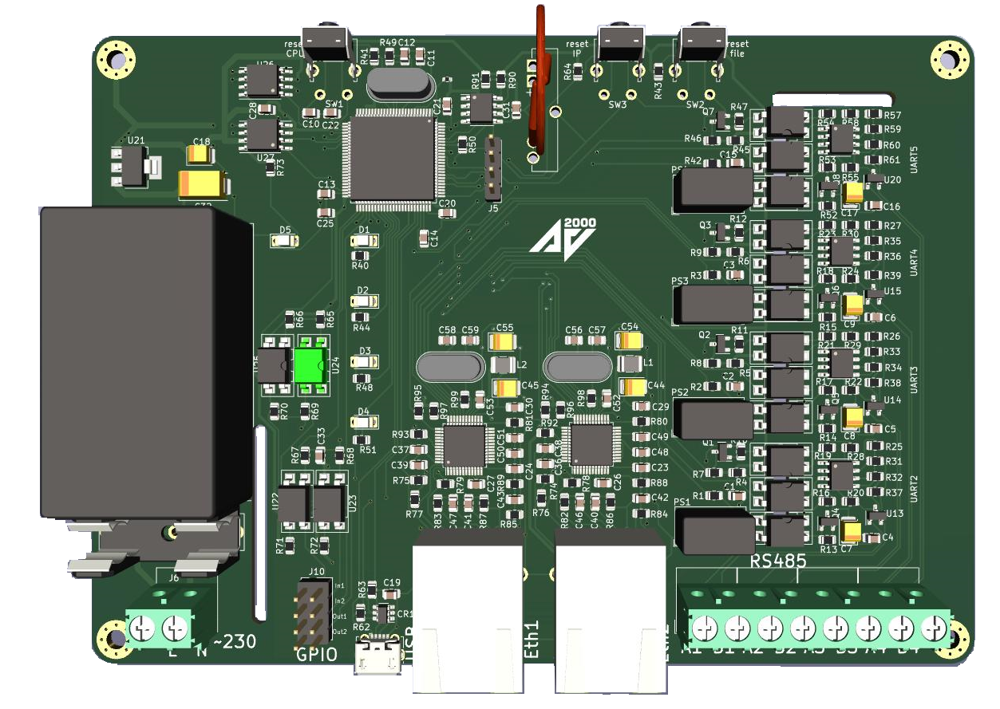 reset
CPU
R41
R49
C12
C11
reset
IP
R64
reset
file
R43
SW1
SW3
SW2
U26
C28
C10
C22
U27
R73
U21
C18
C21
R91
R90
C31
R50
J5
C13
C25
C20
C14
2000
D5
D1
R40
D2
R44
D3
R48
D4
R51
R66
R65
U24
R70
R69
R67
C33
R68
U22
U23
R71
R72
Q7
R47
R46
R45
R42
C15
R54
R58
R57
R59
R60
R61
R53
R55
U20
R52
C17
C16
UART5
Q3
R12
R9
R6
R3
C3
PS3
R23
R30
R27
R35
R36
R39
R18
R24
U15
R15
C9
C6
UART4
Q2
R11
R8
R5
R2
C2
PS2
R21
R29
R26
R33
R34
R38
R17
R22
U14
R14
C8
C5
UART3
Q1
R7
R4
R1
C1
PS1
R19
R28
R25
R31
R32
R37
R16
R20
U13
R13
C7
C4
UART2
C58
C59
C55
L2
C45
C56
C57
C54
L1
C44
R95
R97
R99
C53
C30
R81
R94
R96
R98
C52
C29
R80
R93
C37
C39
R75
R77
C51
C50
C24
R92
C38
C36
R74
R76
C49
C48
C23
R79
C27
R89
C43
R85
R78
C26
R88
C42
R84
R83
C47
C41
R87
R82
C46
C40
R86
J6
L N
~230
J10
In1
In2
Out1
Out2
GPIO
R63
C19
R62
CR1
USB
Eth1
RS485
A1 B1 A2 B2 A3 B3 A4 B4